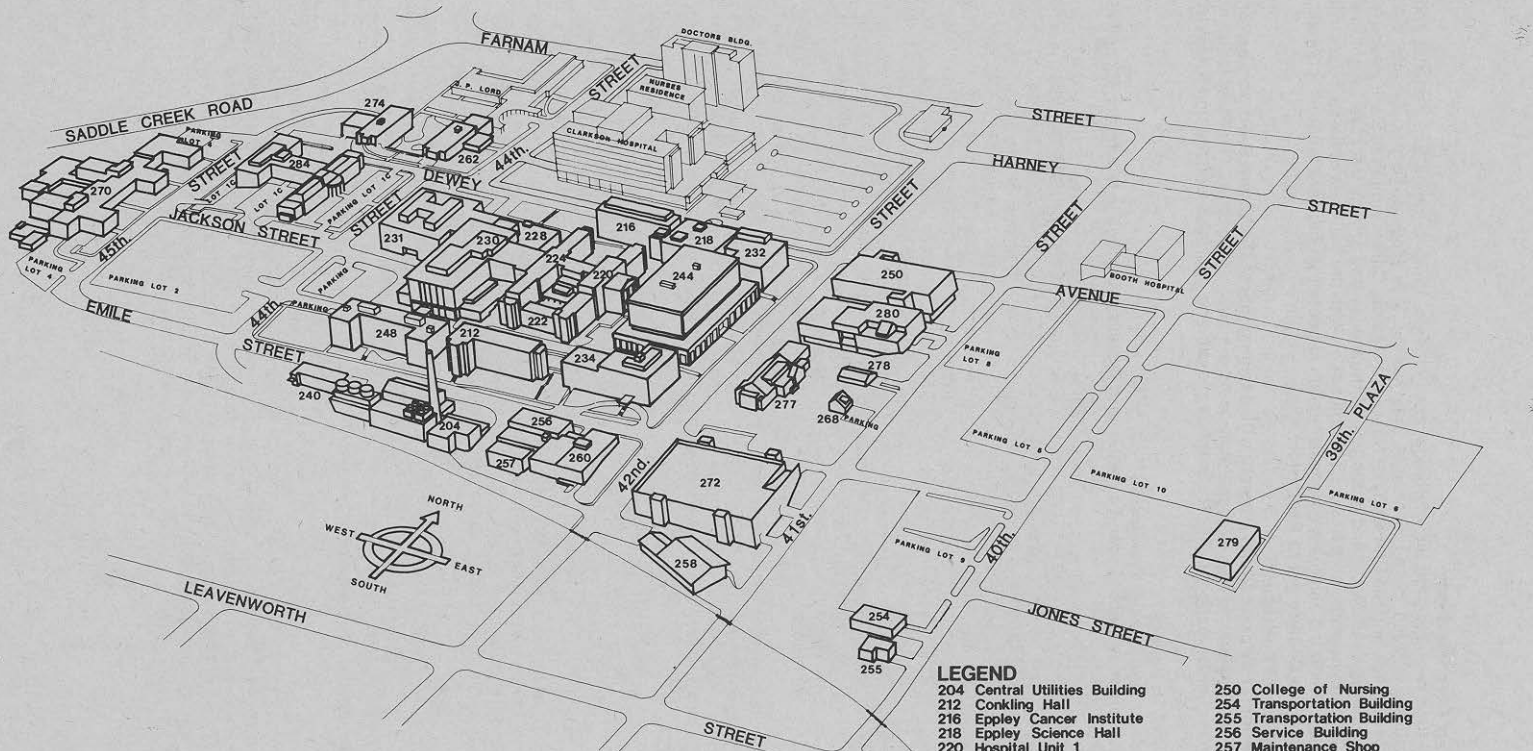 DOCTORS BLDG.
FARNAM
STREET
NURSES
RESIDENCE
J. P. LORD
274
SADDLE CREEK ROAD
STREET
PARKING
LOT 4
CLARKSON HOSPITAL
262
44th.
HARNEY
284
STREET
DEWEY
270
LOT 1C
LOT 1C
PARKING LOT 1C
STREET
STREET
STREET
STREET
JACKSON STREET
STREET
216
231
230
228
218
232
45th.
224
220
244
250
BOOTH HOSPITAL
PARKING
LOT 4
PARKING LOT 2
PARKING
AVENUE
EMILE
44th.
PARKING
222
280
248
212
PARKING
LOT 8
STREET
234
278
277
240
268
PARKING
204
256
39th. PLAZA
257
260
PARKING LOT 8
42nd.
272
PARKING LOT 10
PARKING LOT 6
NORTH
WEST
EAST
SOUTH
41st.
PARKING LOT 9
40th.
279
258
LEAVENWORTH
254
JONES STREET
255
STREET
LEGEND
204 Central Utilities Building
212 Conkling Hall
216 Eppley Cancer Institute
218 Eppley Science Hall
220 Hospital Unit 1
250 College of Nursing
254 Transportation Building
255 Transportation Building
256 Service Building
257 Maintenance Shop